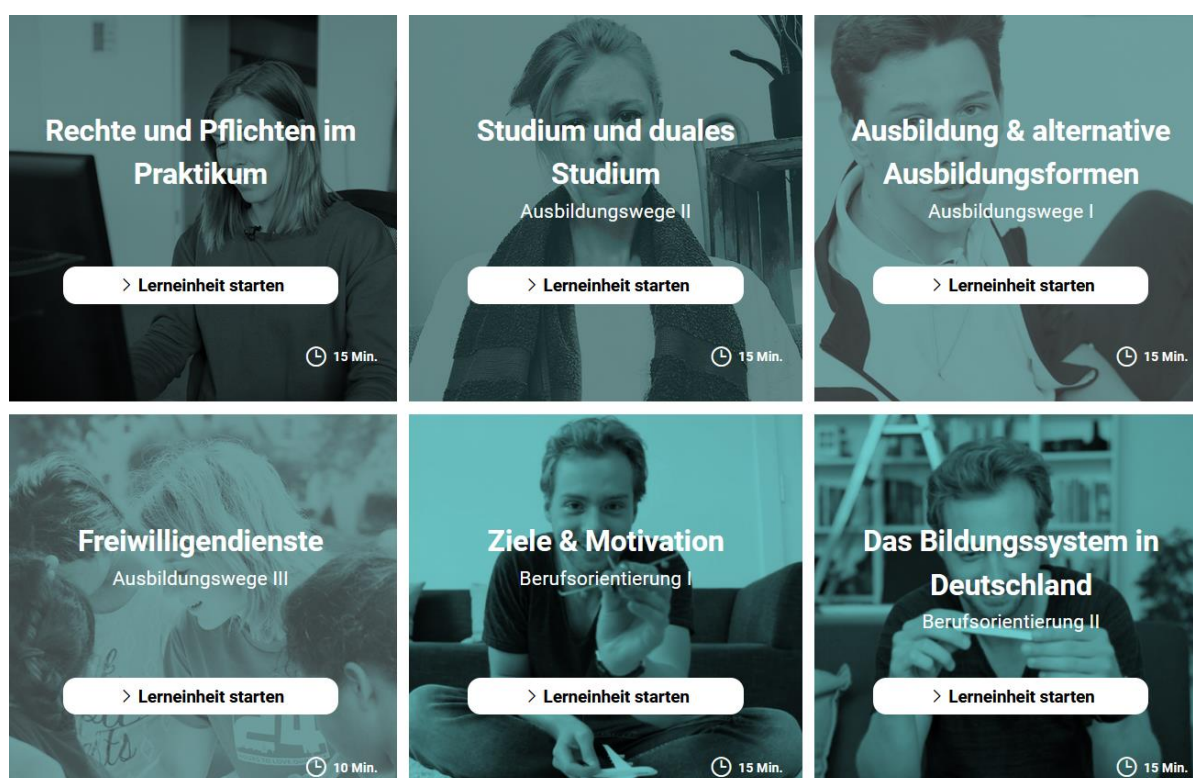 Rechte und Pflichten im
Praktikum
> Lerneinheit starten
15 Min.
Studium und duales
Studium
Ausbildungswege II
> Lerneinheit starten
15 Min.
Ausbildung & alternative
Ausbildungsformen
Ausbildungswege I
> Lerneinheit starten
15 Min.
Freiwilligendienste
Ausbildungswege III
> Lerneinheit starten
24
10 Min.
Ziele & Motivation
Berufsorientierung I
> Lerneinheit starten
15 Min.
Das Bildungssystem in
Deutschland
Berufsorientierung II
> Lerneinheit starten
15 Min.